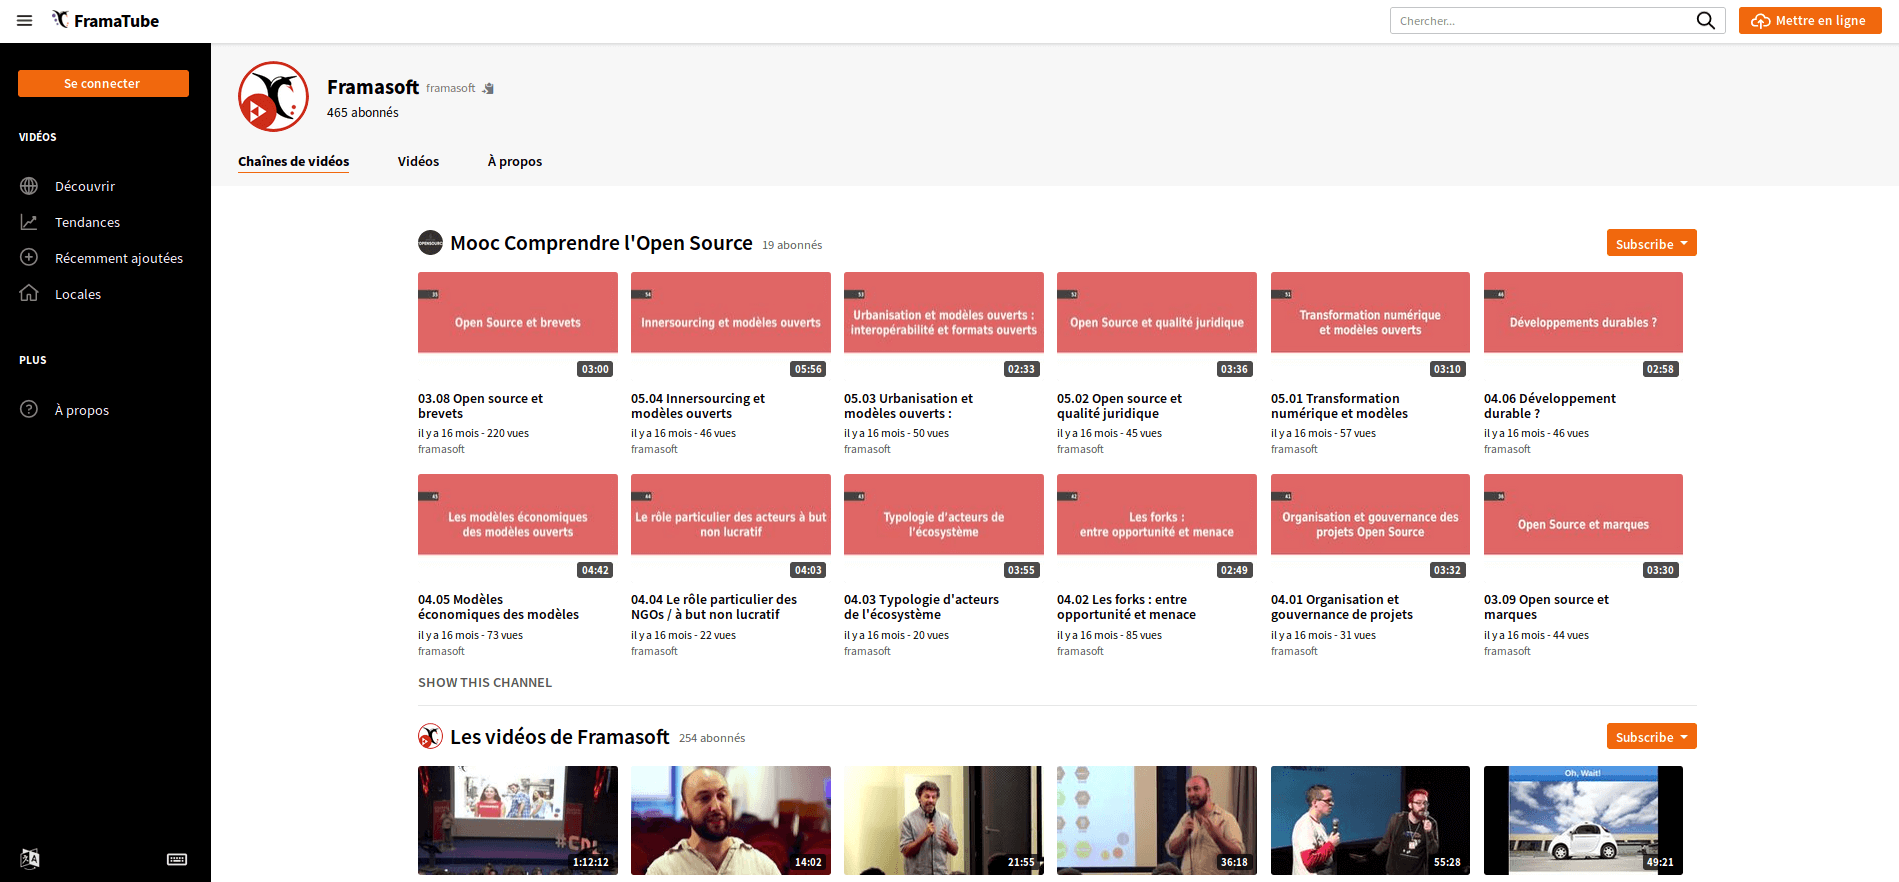 FramaTube
Chercher...
Mettre en ligne
Se connecter
VIDÉOS
Découvrir
Tendances
Récemment ajoutées
Locales
PLUS
À propos
Framasoft framasoft
465 abonnés
Chaînes de vidéos Vidéos À propos
Mooc Comprendre l'Open Source 19 abonnés
Subscribe
35
Open Source et brevets
03:00
03.08 Open source et
brevets
il y a 16 mois - 220 vues
framasoft
54
Innersourcing et modèles ouverts
05:56
05.04 Innersourcing et
modèles ouverts
il y a 16 mois - 46 vues
framasoft
53
Urbanisation et modèles ouverts :
interopérabilité et formats ouverts
02:33
05.03 Urbanisation et
modèles ouverts :
il y a 16 mois - 50 vues
framasoft
52
Open Source et qualité juridique
03:36
05.02 Open source et
qualité juridique
il y a 16 mois - 45 vues
framasoft
51
Transformation numérique
et modèles ouverts
03:10
05.01 Transformation
numérique et modèles
il y a 16 mois - 57 vues
framasoft
46
Développements durables ?
02:58
04.06 Développement
durable ?
il y a 16 mois - 46 vues
framasoft
45
Les modèles économiques
des modèles ouverts
04:42
04.05 Modèles
économiques des modèles
il y a 16 mois - 73 vues
framasoft
44
Le rôle particulier des acteurs à but
non lucratif
04:03
04.04 Le rôle particulier des
NGOs / à but non lucratif
il y a 16 mois - 22 vues
framasoft
43
Typologie d'acteurs de
l'écosystème
03:55
04.03 Typologie d'acteurs
de l'écosystème
il y a 16 mois - 20 vues
framasoft
42
Les forks :
entre opportunité et menace
02:49
04.02 Les forks : entre
opportunité et menace
il y a 16 mois - 85 vues
framasoft
41
Organisation et gouvernance des
projets Open Source
03:32
04.01 Organisation et
gouvernance de projets
il y a 16 mois - 31 vues
framasoft
36
Open Source et marques
03:30
03.09 Open source et
marques
il y a 16 mois - 44 vues
framasoft
SHOW THIS CHANNEL
Les vidéos de Framasoft 254 abonnés
Subscribe
1:12:12
14:02
21:55
36:18
55:28
Oh, Wait!
49:21